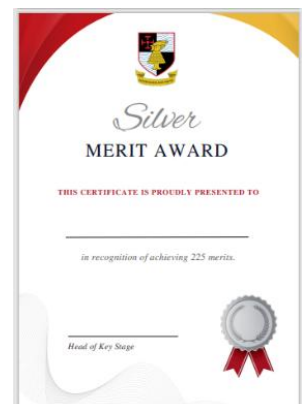 Silver
MERIT AWARD
THIS CERTIFICATE IS PROUDLY PRESENTED TO
in recognition of achieving 225 merits.
Head of Key Stage